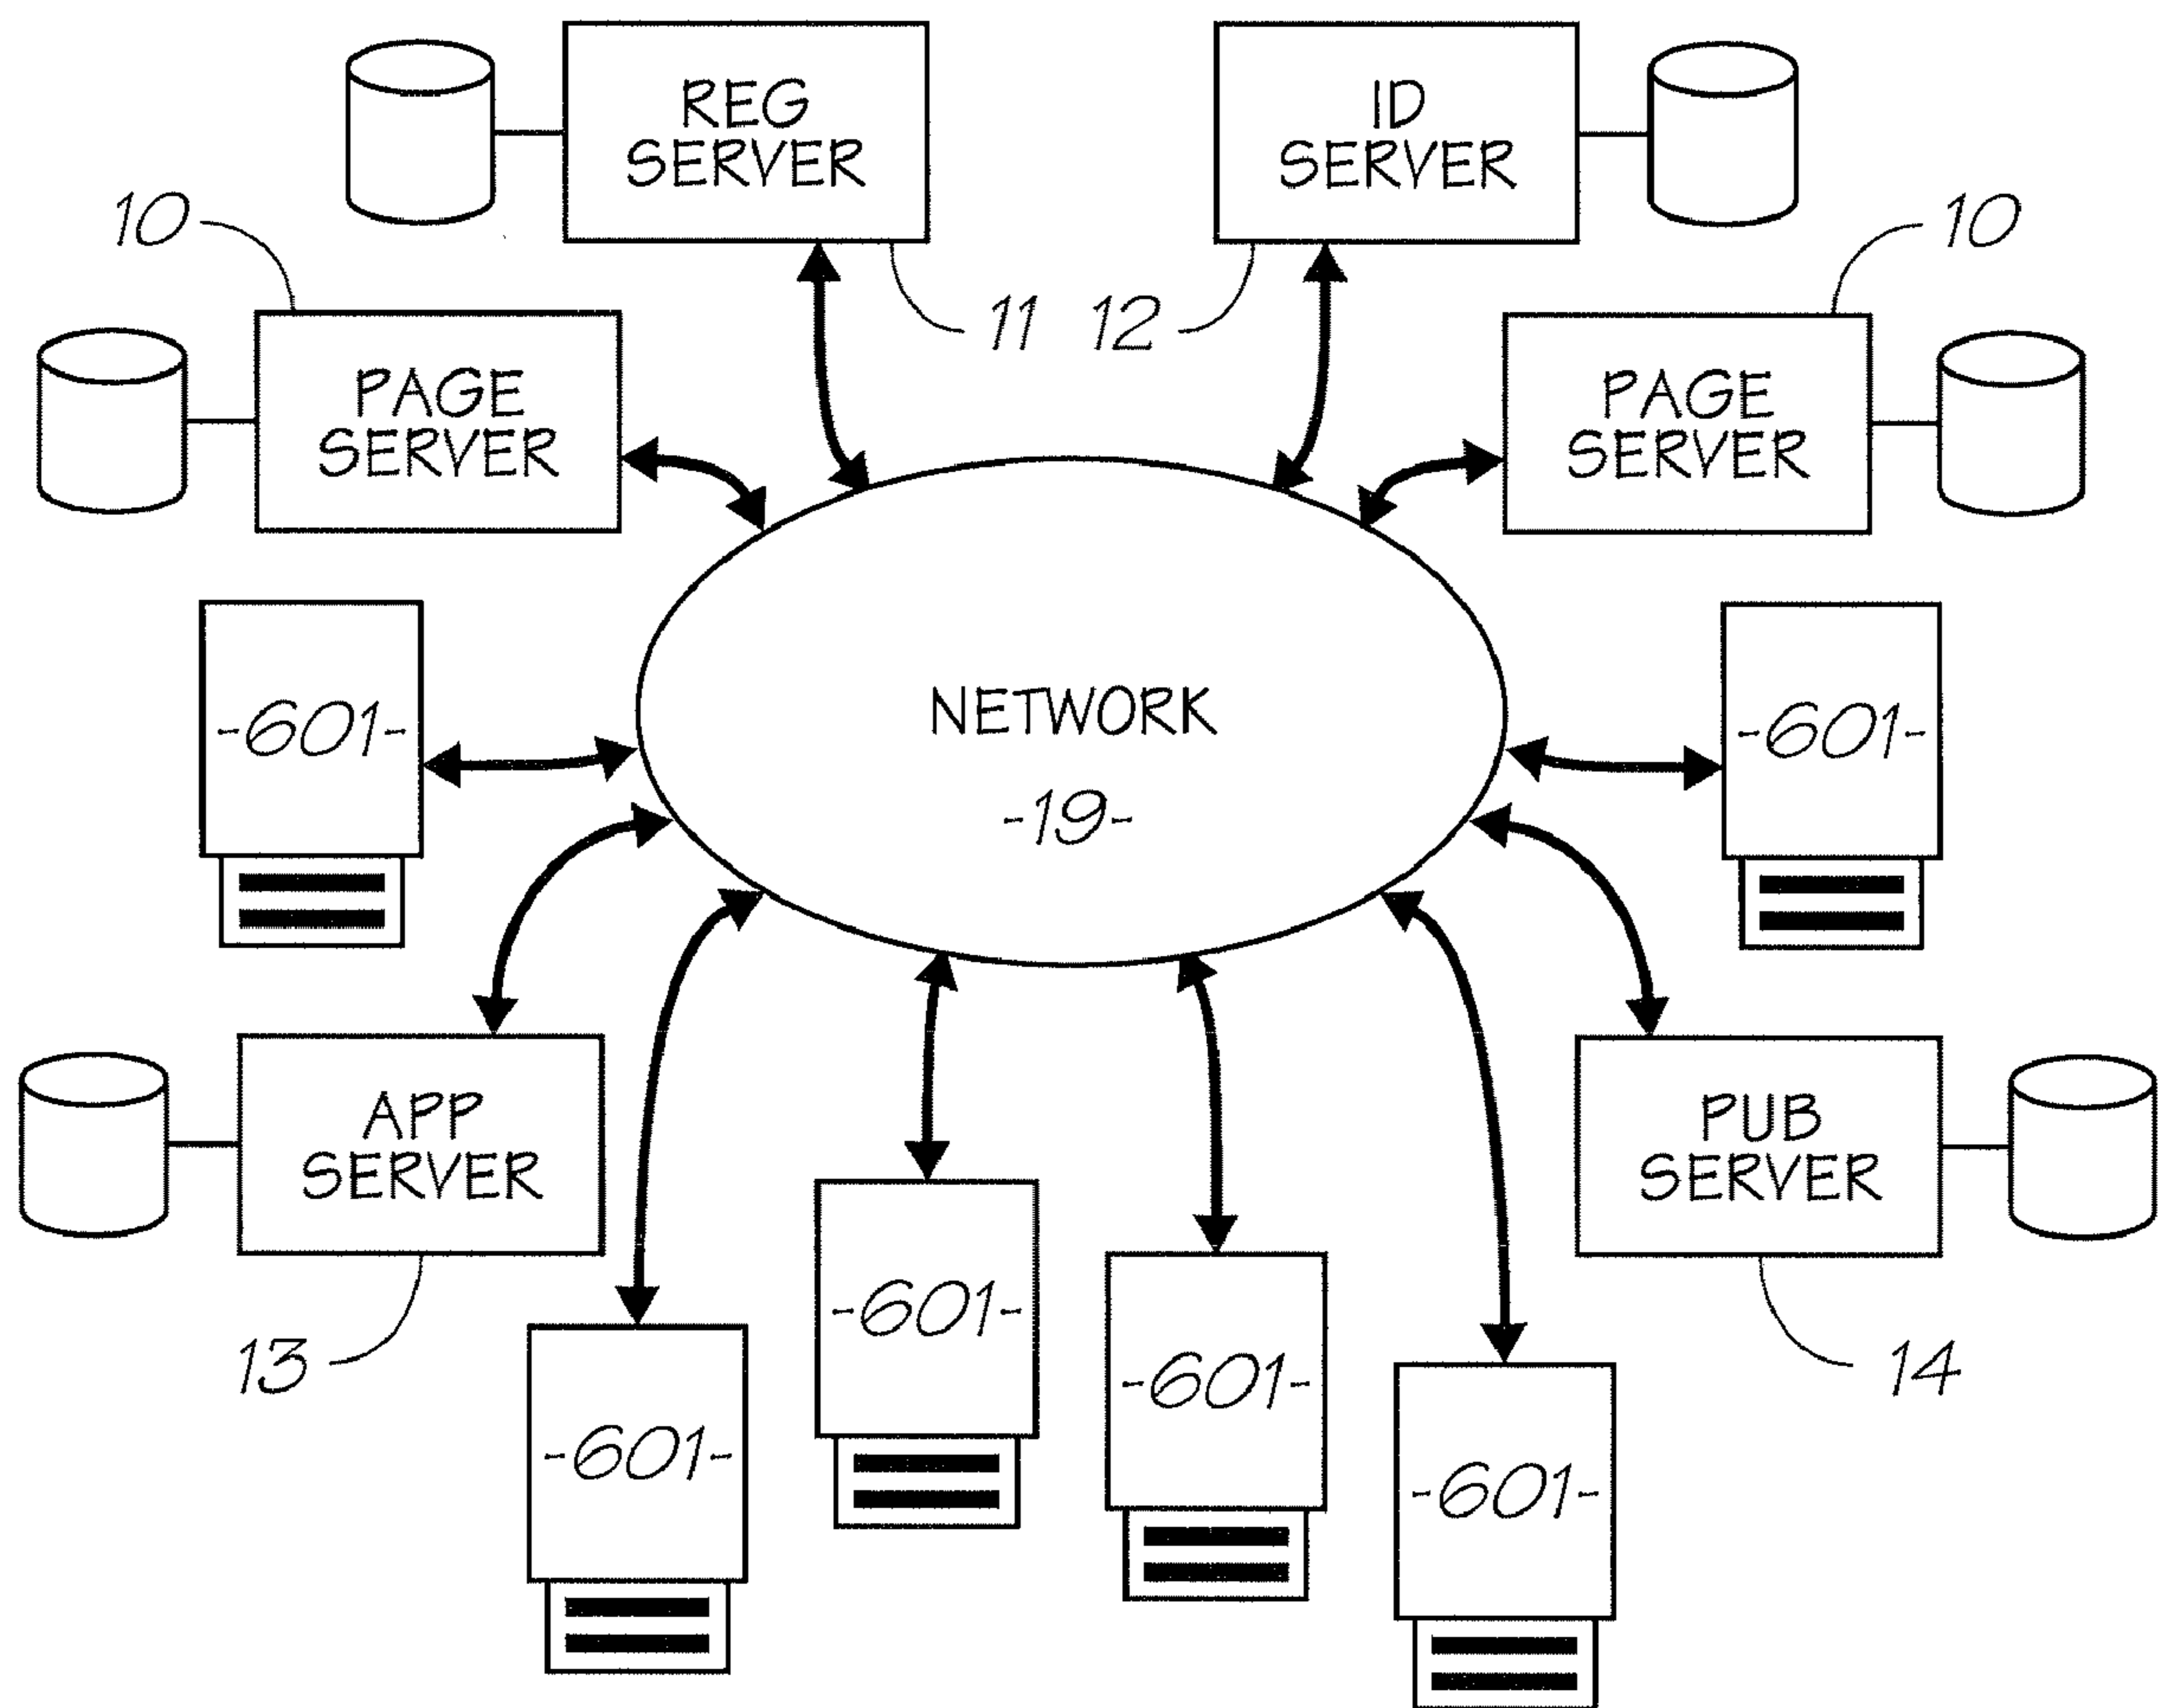 REG
SERVER
ID
SERVER
10
10
11
12
PAGE
SERVER
PAGE
SERVER
-601-
NETWORK
-19-
-601-
APP
SERVER
PUB
SERVER
13
-601-
-601-
-601-
-601-
14